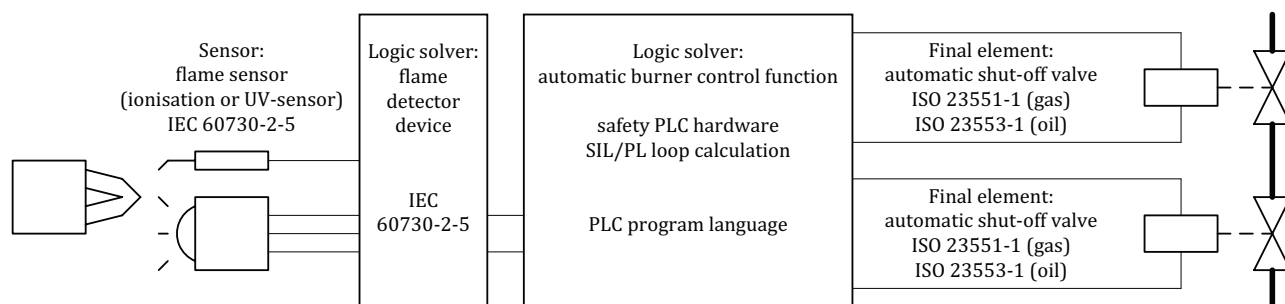 Sensor:
flame sensor
(ionisation or UV-sensor)
IEC 60730-2-5
Logic solver:
flame
detector
device
IEC
60730-2-5
Logic solver:
automatic burner control function
safety PLC hardware
SIL/PL loop calculation
PLC program language
Final element:
automatic shut-off valve
ISO 23551-1 (gas)
ISO 23553-1 (oil)
Final element:
automatic shut-off valve
ISO 23551-1 (gas)
ISO 23553-1 (oil)